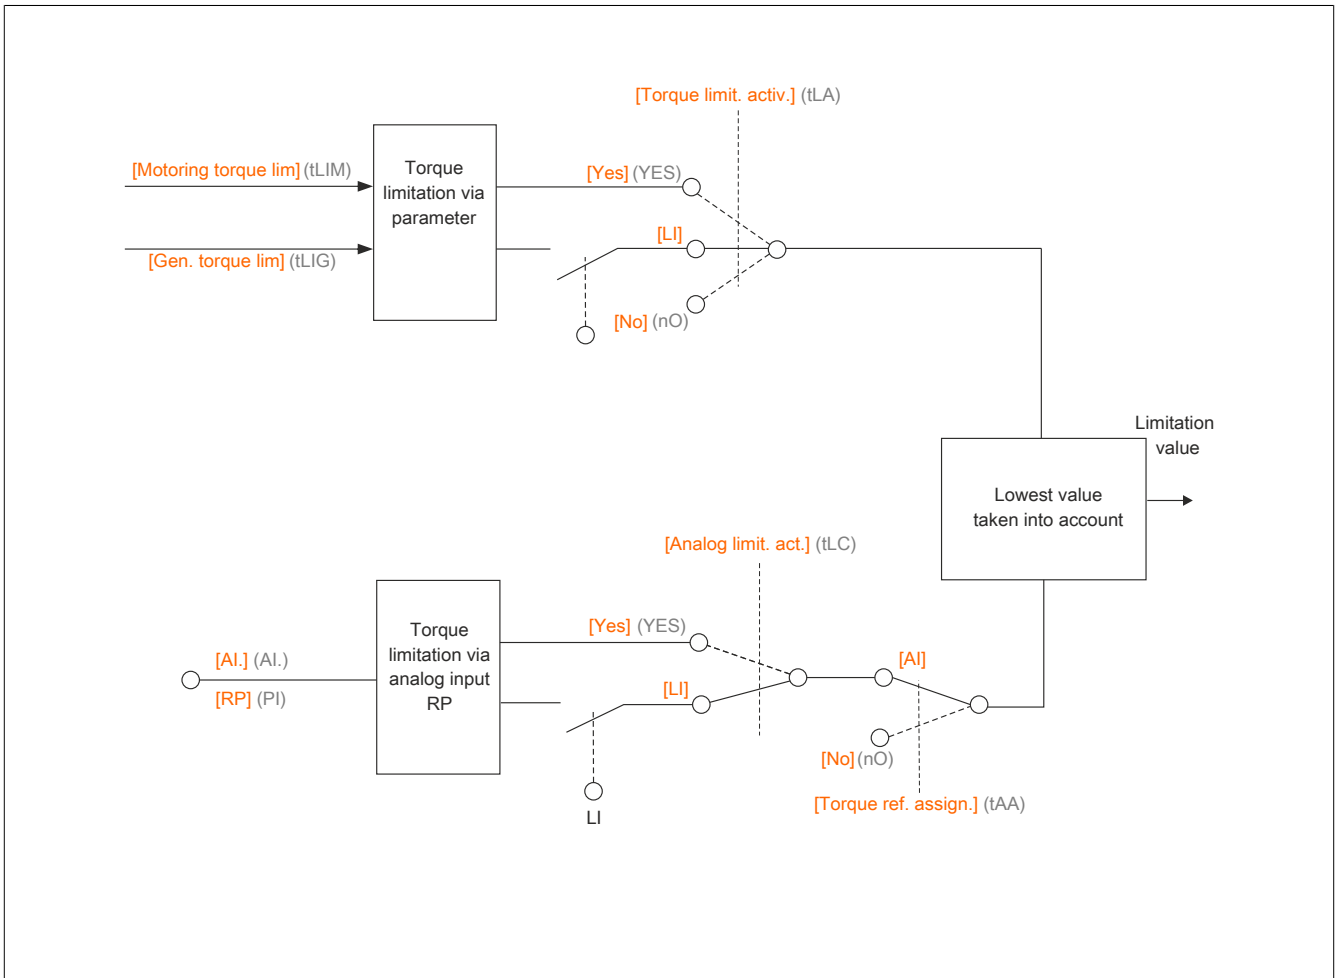 [Torque limit. activ.] (tLA)
[Motoring torque lim] (tLIM)
Torque
limitation via
parameter
[Yes] (YES)
[LI]
[Gen. torque lim] (tLIG)
[No] (nO)
Limitation
value
Lowest value
taken into account
[Analog limit. act.] (tLC)
Torque
limitation via
analog input
RP
[Yes] (YES)
[AI.] (AI.)
[RP] (PI)
[LI]
[AI]
[No] (nO)
[Torque ref. assign.] (tAA)
LI